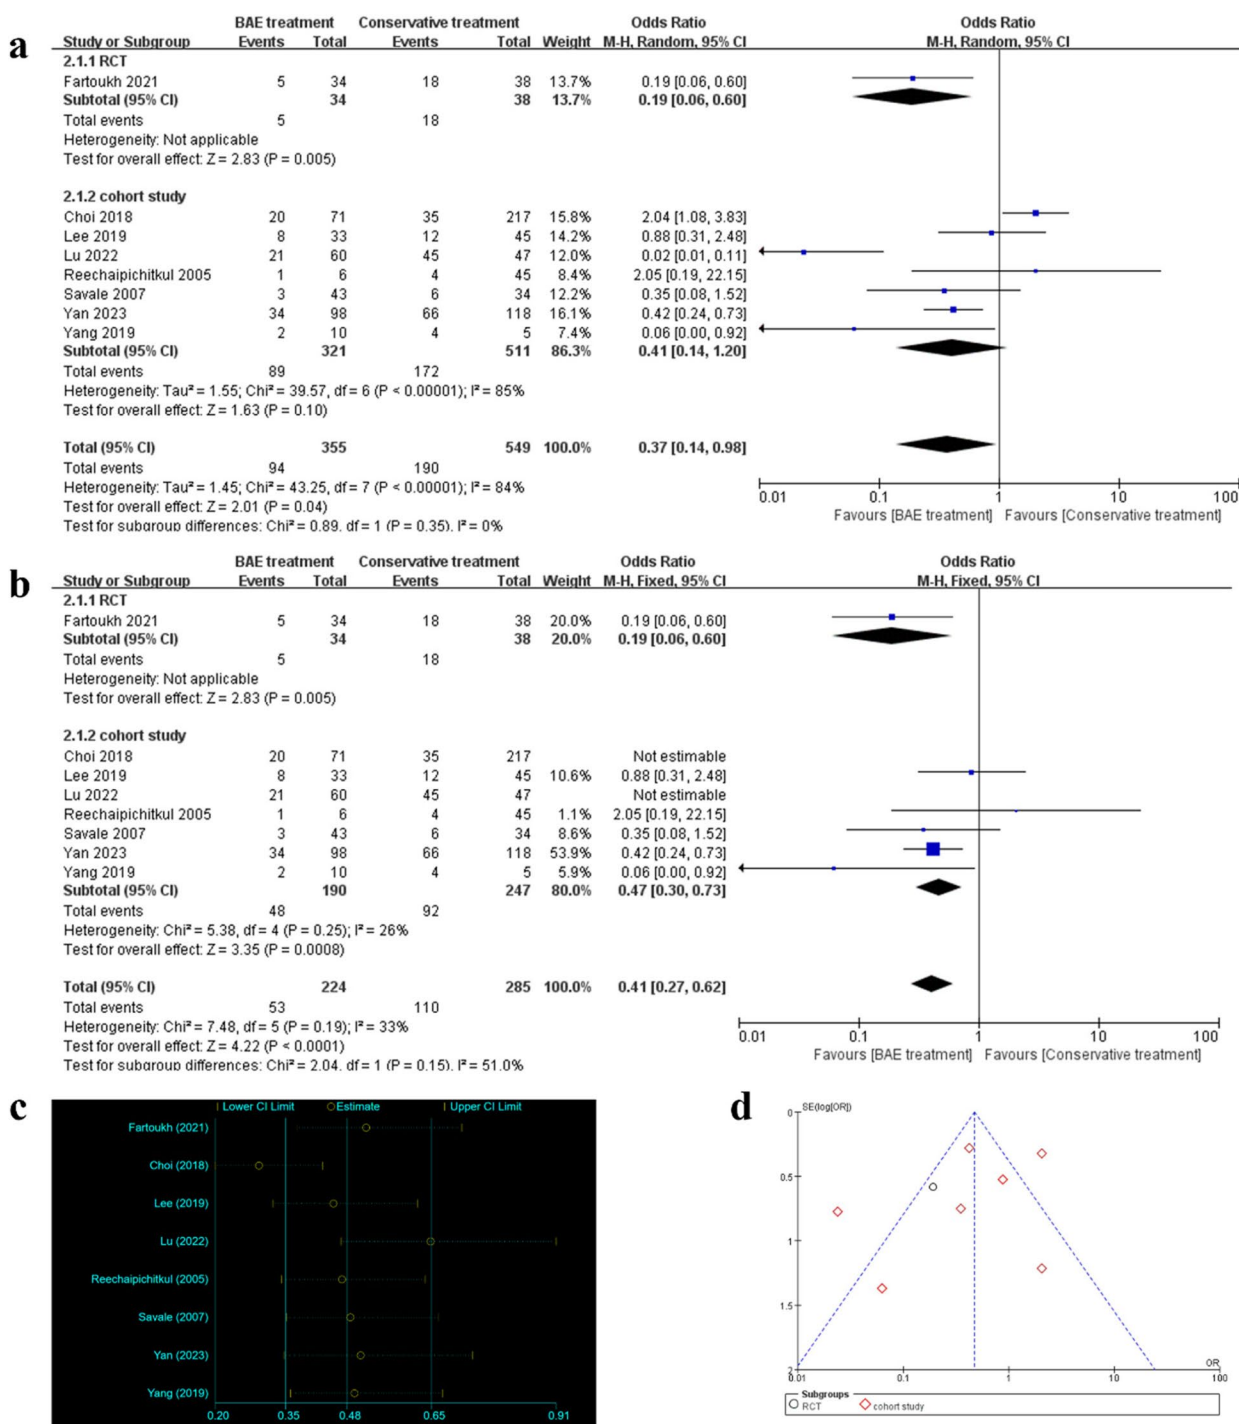 a
BAE treatment Conservative treatment Odds Ratio Odds Ratio
Study or Subgroup Events Total Events Total Weight M-H, Random, 95% CI M-H, Random, 95% CI
2.1.1 RCT
Fartoukh 2021 5 34 18 38 13.7% 0.19 [0.06, 0.60]
Subtotal (95% CI) 34 38 13.7% 0.19 [0.06, 0.60]
Total events 5 18
Heterogeneity: Not applicable
Test for overall effect: Z = 2.83 (P = 0.005)
2.1.2 cohort study
Choi 2018 20 71 35 217 15.8% 2.04 [1.08, 3.83]
Lee 2019 8 33 12 45 14.2% 0.88 [0.31, 2.48]
Lu 2022 21 60 45 47 12.0% 0.02 [0.01, 0.11]
Reechaipichitkul 2005 1 6 4 45 8.4% 2.05 [0.19, 22.15]
Savale 2007 3 43 6 34 12.2% 0.35 [0.08, 1.52]
Yan 2023 34 98 66 118 16.1% 0.42 [0.24, 0.73]
Yang 2019 2 10 4 5 7.4% 0.06 [0.00, 0.92]
Subtotal (95% CI) 321 511 86.3% 0.41 [0.14, 1.20]
Total events 89 172
Heterogeneity: Tau² = 1.55; Chi² = 39.57, df = 6 (P < 0.00001); I² = 85%
Test for overall effect: Z = 1.63 (P = 0.10)
Total (95% CI) 355 549 100.0% 0.37 [0.14, 0.98]
Total events 94 190
Heterogeneity: Tau² = 1.45; Chi² = 43.25, df = 7 (P < 0.00001); I² = 84%
Test for overall effect: Z = 2.01 (P = 0.04)
Test for subgroup differences: Chi² = 0.89. df = 1 (P = 0.35). I² = 0%
0.01 0.1 1 10 100
Favours [BAE treatment] Favours [Conservative treatment]
b
BAE treatment Conservative treatment Odds Ratio Odds Ratio
Study or Subgroup Events Total Events Total Weight M-H, Fixed, 95% CI M-H, Fixed, 95% CI
2.1.1 RCT
Fartoukh 2021 5 34 18 38 20.0% 0.19 [0.06, 0.60]
Subtotal (95% CI) 34 38 20.0% 0.19 [0.06, 0.60]
Total events 5 18
Heterogeneity: Not applicable
Test for overall effect: Z = 2.83 (P = 0.005)
2.1.2 cohort study
Choi 2018 20 71 35 217 Not estimable
Lee 2019 8 33 12 45 10.6% 0.88 [0.31, 2.48]
Lu 2022 21 60 45 47 Not estimable
Reechaipichitkul 2005 1 6 4 45 1.1% 2.05 [0.19, 22.15]
Savale 2007 3 43 6 34 8.6% 0.35 [0.08, 1.52]
Yan 2023 34 98 66 118 53.9% 0.42 [0.24, 0.73]
Yang 2019 2 10 4 5 5.9% 0.06 [0.00, 0.92]
Subtotal (95% CI) 190 247 80.0% 0.47 [0.30, 0.73]
Total events 48 92
Heterogeneity: Chi² = 5.38, df = 4 (P = 0.25); I² = 26%
Test for overall effect: Z = 3.35 (P = 0.0008)
Total (95% CI) 224 285 100.0% 0.41 [0.27, 0.62]
Total events 53 110
Heterogeneity: Chi² = 7.48, df = 5 (P = 0.19); I² = 33%
Test for overall effect: Z = 4.22 (P < 0.0001)
Test for subgroup differences: Chi² = 2.04. df = 1 (P = 0.15). I² = 51.0%
0.01 0.1 1 10 100
Favours [BAE treatment] Favours [Conservative treatment]
c
Lower CI Limit Estimate Upper CI Limit
Fartoukh (2021)
Choi (2018)
Lee (2019)
Lu (2022)
Reechaipichitkul (2005)
Savale (2007)
Yan (2023)
Yang (2019)
0.20 0.35 0.48 0.65 0.91
d
SE(log[OR])
0
0.5
1
1.5
2
OR
0.01 0.1 1 10 100
Subgroups
RCT cohort study